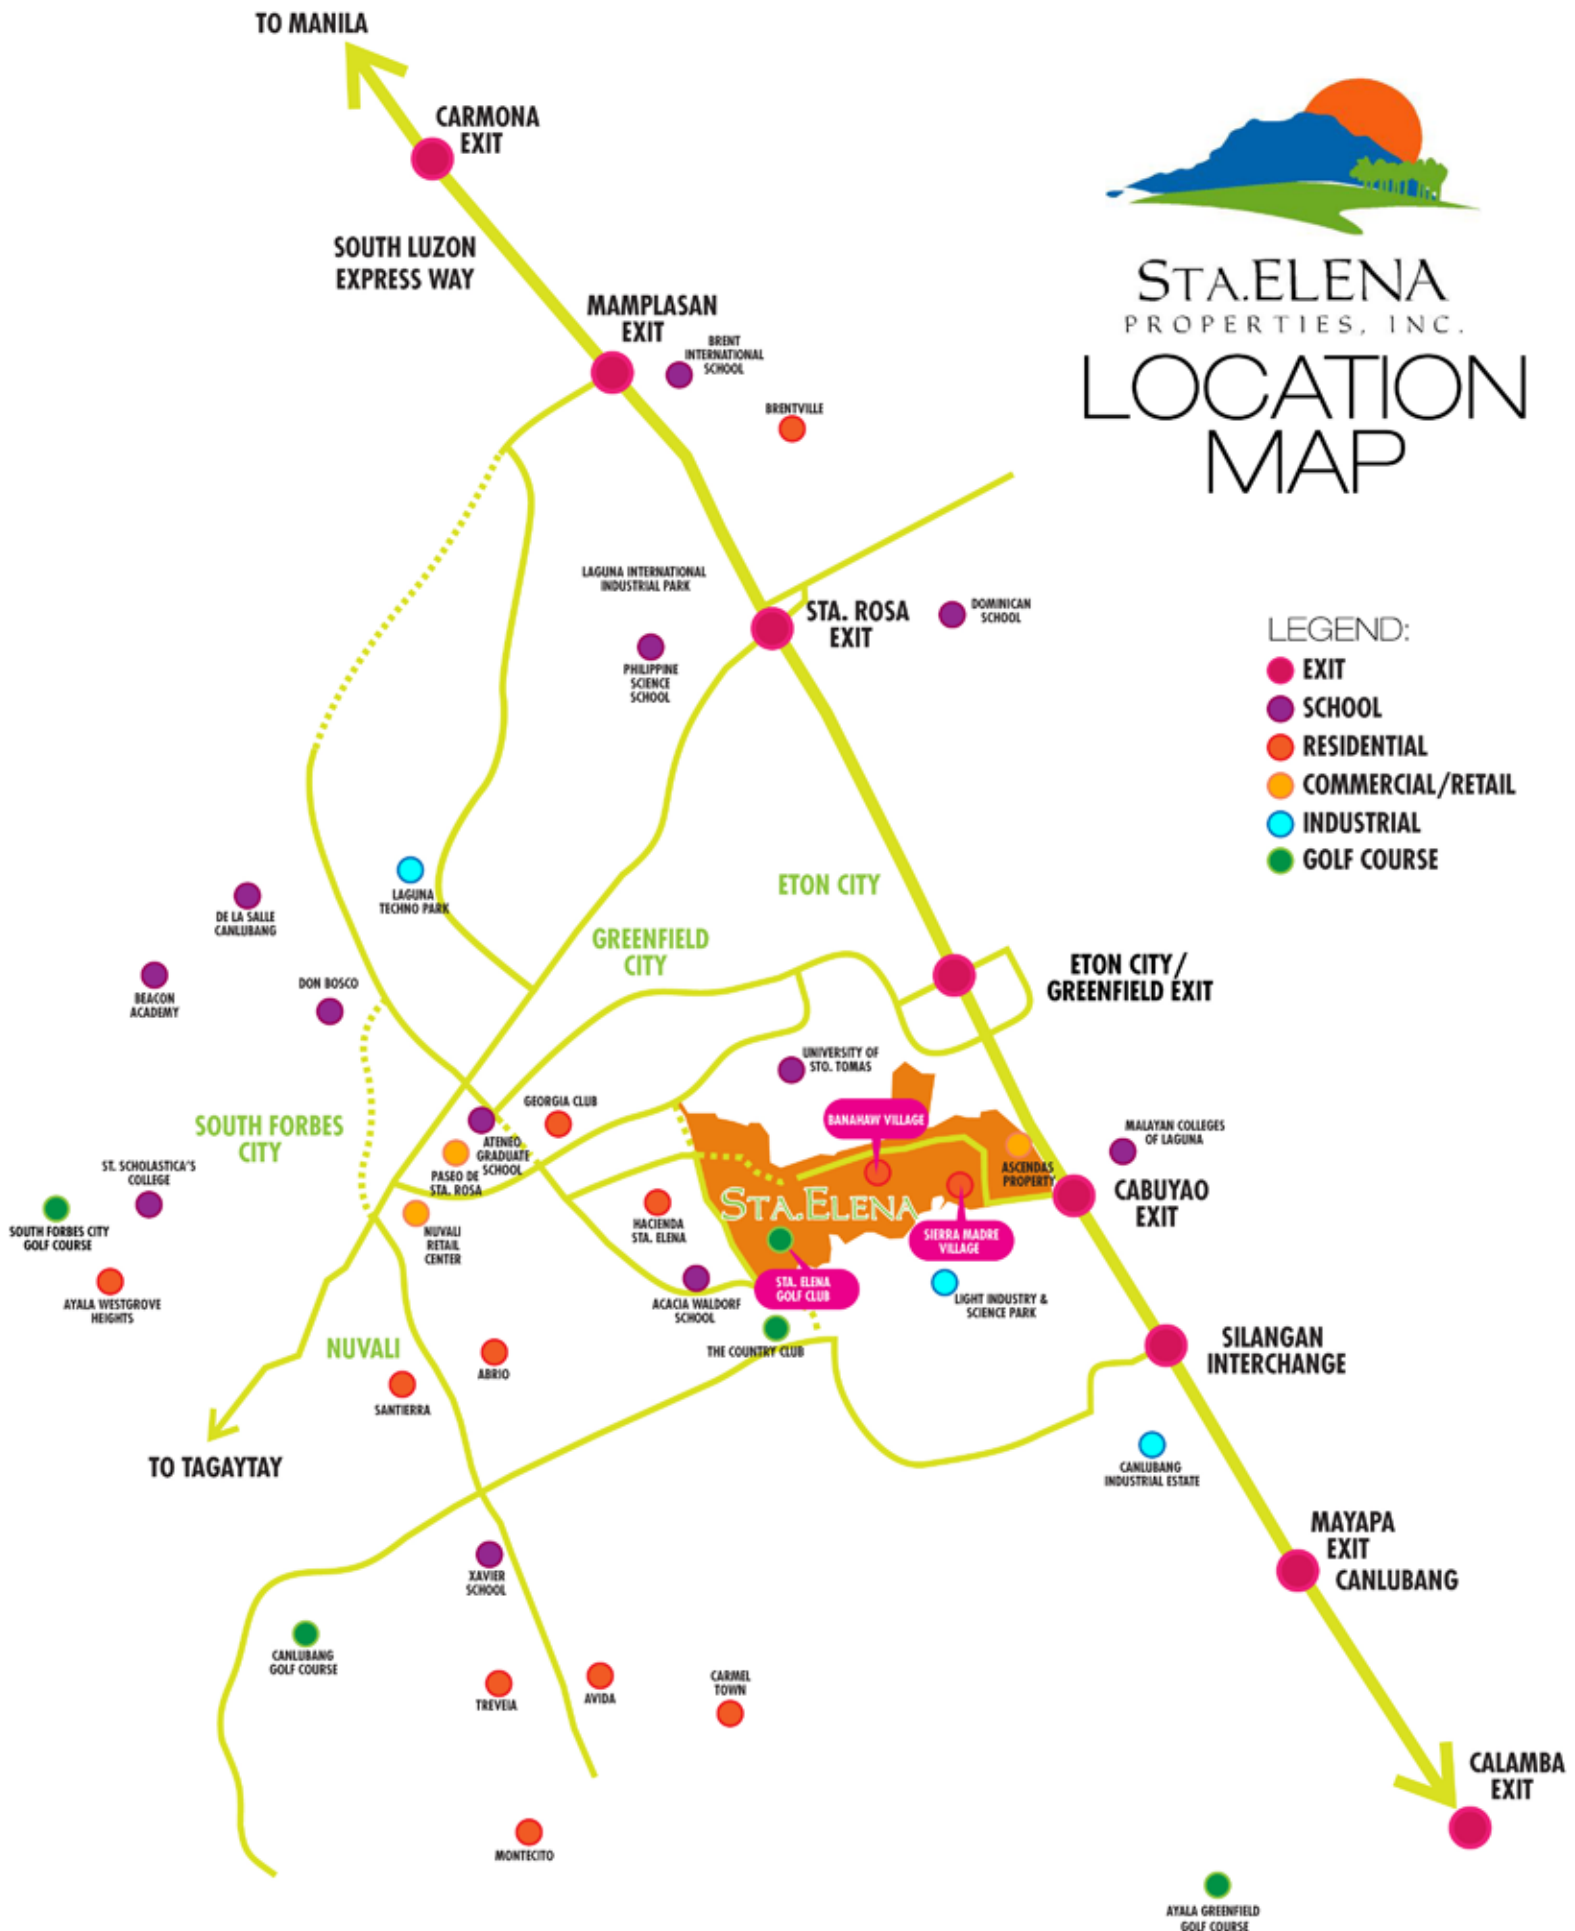 TO MANILA
CARMONA
EXIT
SOUTH LUZON
EXPRESS WAY
STA.ELENA
PROPERTIES, INC.
LOCATION
MAP
MAMPLASAN
EXIT
BRENT
INTERNATIONAL
SCHOOL
BRENTVILLE
LAGUNA INTERNATIONAL
INDUSTRIAL PARK
STA. ROSA
EXIT
DOMINICAN
SCHOOL
PHILIPPINE
SCIENCE
SCHOOL
LEGEND:
EXIT
SCHOOL
RESIDENTIAL
COMMERCIAL/RETAIL
INDUSTRIAL
GOLF COURSE
LAGUNA
TECHNO PARK
ETON CITY
DE LA SALLE
CANLUBANG
GREENFIELD
CITY
ETON CITY/
GREENFIELD EXIT
BEACON
ACADEMY
DON BOSCO
UNIVERSITY OF
STO. TOMAS
GEORGIA CLUB
BANAHAW VILLAGE
SOUTH FORBES
CITY
ATENEO
GRADUATE
SCHOOL
MALAYAN COLLEGES
OF LAGUNA
ST. SCHOLASTICA'S
COLLEGE
PASEO DE
STA. ROSA
ASCENDAS
PROPERTY
CABUYAO
EXIT
STA.ELENA
SOUTH FORBES CITY
GOLF COURSE
NUVALI
RETAIL
CENTER
HACIENDA
STA. ELENA
SIERRA MADRE
VILLAGE
AYALA WESTGROVE
HEIGHTS
ACACIA WALDORF
SCHOOL
STA. ELENA
GOLF CLUB
LIGHT INDUSTRY &
SCIENCE PARK
NUVALI
THE COUNTRY CLUB
SILANGAN
INTERCHANGE
ABRIO
SANTIERRA
TO TAGAYTAY
CANLUBANG
INDUSTRIAL ESTATE
MAYAPA
EXIT
CANLUBANG
XAVIER
SCHOOL
CANLUBANG
GOLF COURSE
TREVEIA
AVIDA
CARMEL
TOWN
CALAMBA
EXIT
MONTECITO
AYALA GREENFIELD
GOLF COURSE